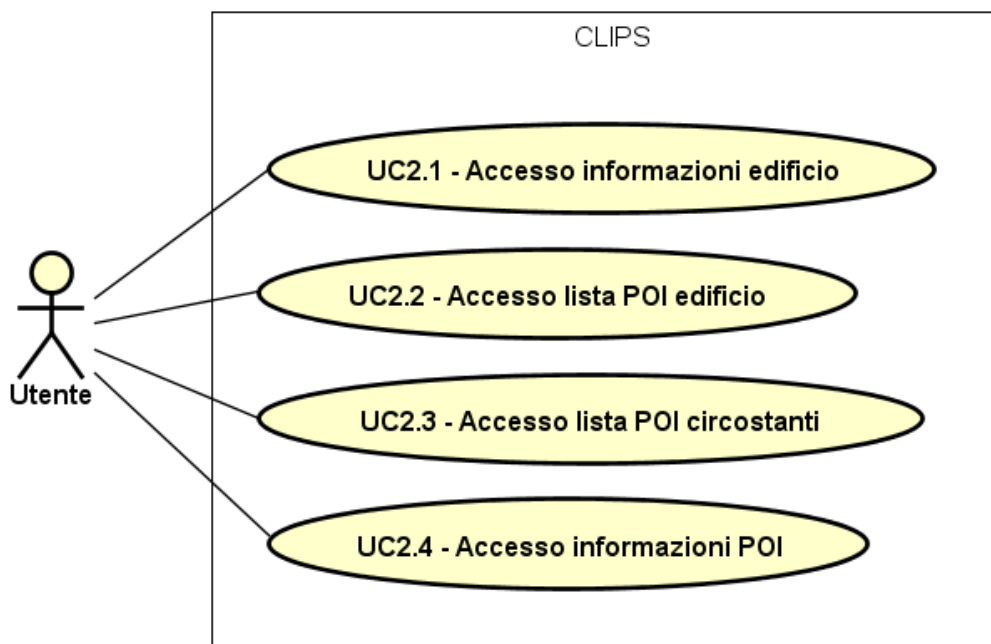 CLIPS
UC2.1 - Accesso informazioni edificio
UC2.2 - Accesso lista POI edificio
Utente
UC2.3 - Accesso lista POI circostanti
UC2.4 - Accesso informazioni POI